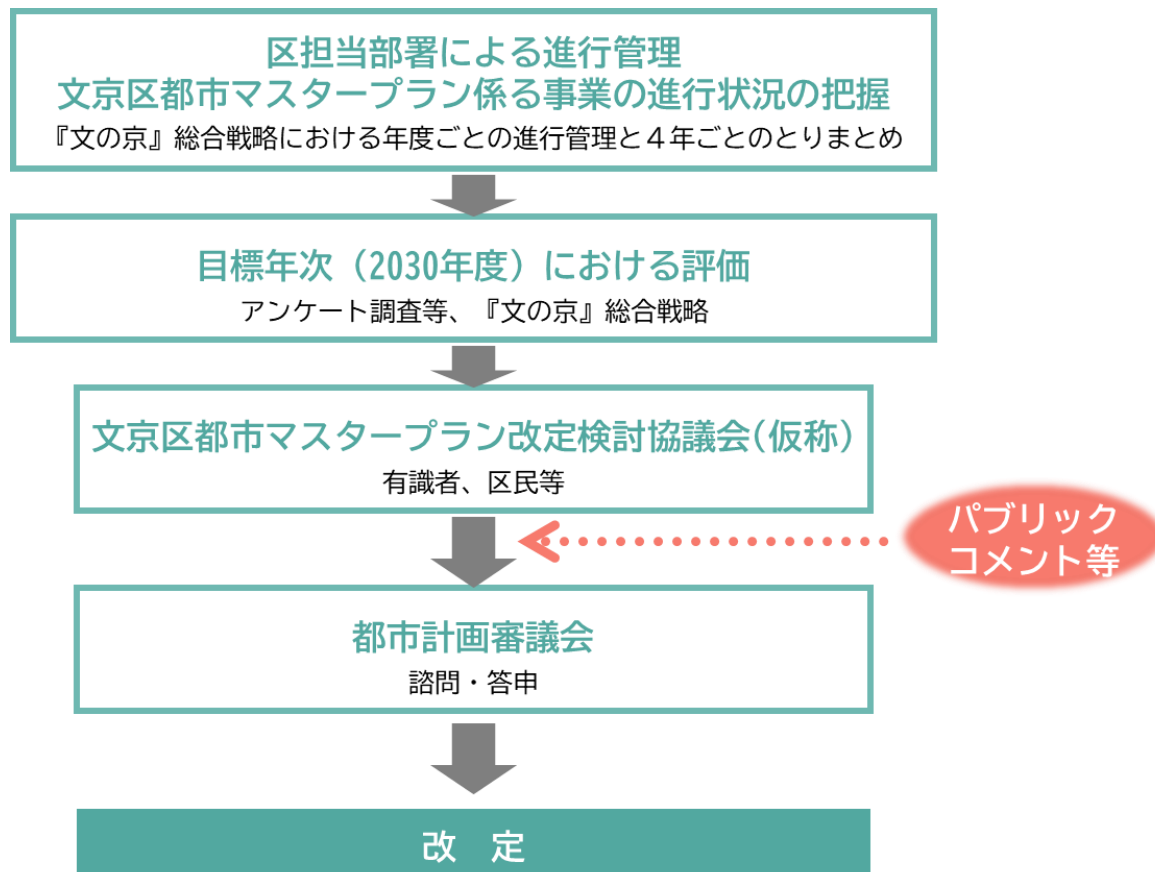 区担当部署による進行管理
文京区都市マスタープラン係る事業の進行状況の把握
『文の京』総合戦略における年度ごとの進行管理と４年ごとのとりまとめ
目標年次（2030年度）における評価
アンケート調査等、『文の京』総合戦略
文京区都市マスタープラン改定検討協議会(仮称)
有識者、区民等
パブリック
コメント等
都市計画審議会
諮問・答申
改　定